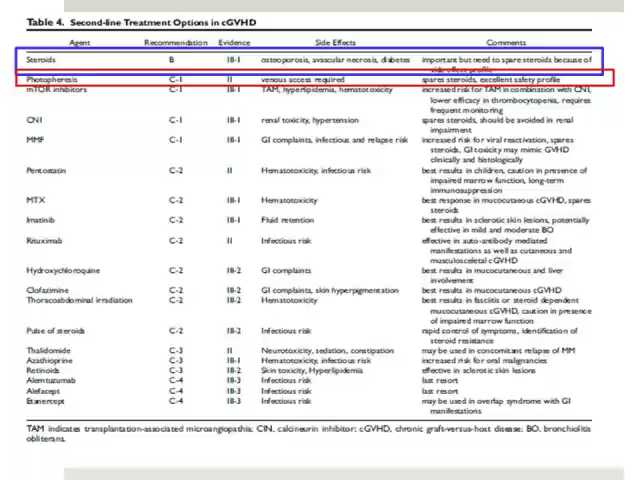 Table 4. Second-line Treatment Options in cGVHD
Agent Recommendation Evidence Side Effects Comments
Steroids B III-1 osteoporosis, avascular necrosis, diabetes important but need to spare steroids because of
side effect profile
Photopheresis C-1 II venous access required spares steroids, excellent safety profile
mTOR inhibitors C-1 III-1 TAM, hyperlipidemia, hematotoxicity increased risk for TAM in combination with CNI,
lower efficacy in thrombocytopenia, requires
frequent monitoring
CNI C-1 III-1 renal toxicity, hypertension spares steroids, should be avoided in renal
impairment
MMF C-1 III-1 GI complaints, infectious and relapse risk increased risk for viral reactivation, spares
steroids, GI toxicity may mimic GVHD
clinically and histologically
Pentostatin C-2 II Hematotoxicity, infectious risk best results in children, caution in presence of
impaired marrow function, long-term
immunosuppression
MTX C-2 III-1 Hematotoxicity best response in mucocutaneous cGVHD, spares
steroids
Imatinib C-2 III-1 Fluid retention best results in sclerotic skin lesions, potentially
effective in mild and moderate BO
Rituximab C-2 II Infectious risk effective in auto-antibody mediated
manifestations as well as cutaneous and
musculosceletal cGVHD
Hydroxychloroquine C-2 III-2 GI complaints best results in mucocutaneous and liver
involvement
Clofazimine C-2 III-2 GI complaints, skin hyperpigmentation best results in mucocutaneous cGVHD
Thoracoabdominal irradiation C-2 III-2 Hematotoxicity best results in fasciitis or steroid dependent
mucocutaneous cGVHD, caution in presence
of impaired marrow function
Pulse of steroids C-2 III-2 Infectious risk rapid control of symptoms, identification of
steroid resistance
Thalidomide C-3 II Neurotoxicity, sedation, constipation may be used in concomitant relapse of MM
Azathioprine C-3 III-1 Hematotoxicity, infectious risk increased risk for oral malignancies
Retinoids C-3 III-2 Skin toxicity, Hyperlipidemia effective in sclerotic skin lesions
Alemtuzumab C-4 III-3 Infectious risk last resort
Alefacept C-4 III-3 Infectious risk last resort
Etanercept C-4 III-3 Infectious risk may be used in overlap syndrome with GI
manifestations
TAM indicates transplantation-associated microangiopathia; CIN, calcineurin inhibitor; cGVHD, chronic graft-versus-host disease; BO, bronchiolitis
obliterans.